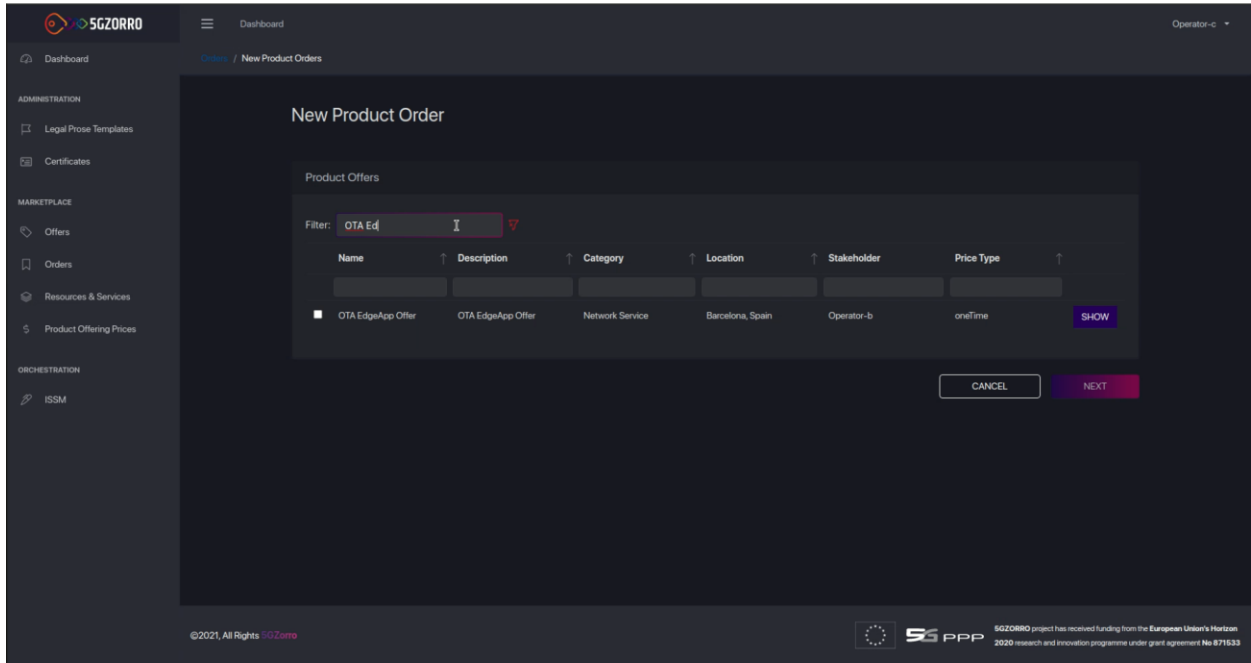 5GZORRO
Dashboard
Operator-c
Dashboard
Orders / New Product Orders
ADMINISTRATION
Legal Prose Templates
Certificates
MARKETPLACE
Offers
Orders
Resources & Services
Product Offering Prices
ORCHESTRATION
ISSM
New Product Order
Product Offers
Filter: OTA Ed
Name Description Category Location Stakeholder Price Type
OTA EdgeApp Offer OTA EdgeApp Offer Network Service Barcelona, Spain Operator-b oneTime SHOW
CANCEL NEXT
©2021, All Rights 5GZorro
5G PPP
5GZORRO project has received funding from the European Union's Horizon
2020 research and innovation programme under grant agreement No 871533